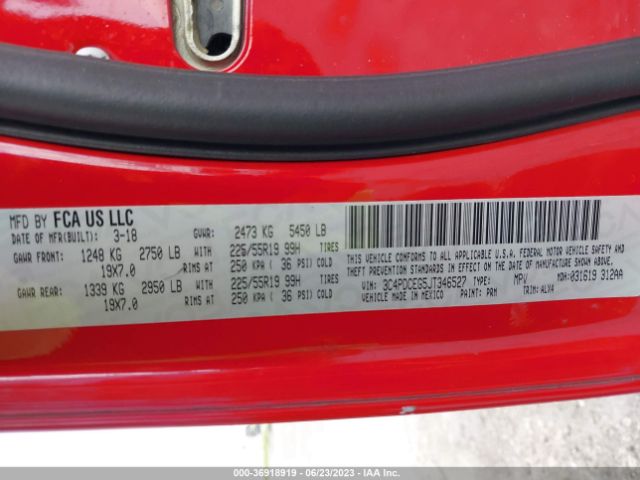 MFD BY FCA US LLC
DATE OF MFR(BUILT): 3-18 GVWR: 2473 KG 5450 LB
GAWR FRONT: 1248 KG 2750 LB WITH 225/55R19 99H TIRES
19X7.0 RIMS AT 250 KPA ( 36 PSI) COLD
GAWR REAR: 1339 KG 2950 LB WITH 225/55R19 99H TIRES
19X7.0 RIMS AT 250 KPA ( 36 PSI) COLD
THIS VEHICLE CONFORMS TO ALL APPLICABLE U.S.A. FEDERAL MOTOR VEHICLE SAFETY AND
THEFT PREVENTION STANDARDS IN EFFECT ON THE DATE OF MANUFACTURE SHOWN ABOVE.
VIN: 3C4PDCEG5JT346527 TYPE: MPV MDH: 031619 312AA
VEHICLE MADE IN MEXICO PAINT: PRM TRIM: ALX4
000-36918919 - 06/23/2023 - IAA Inc.